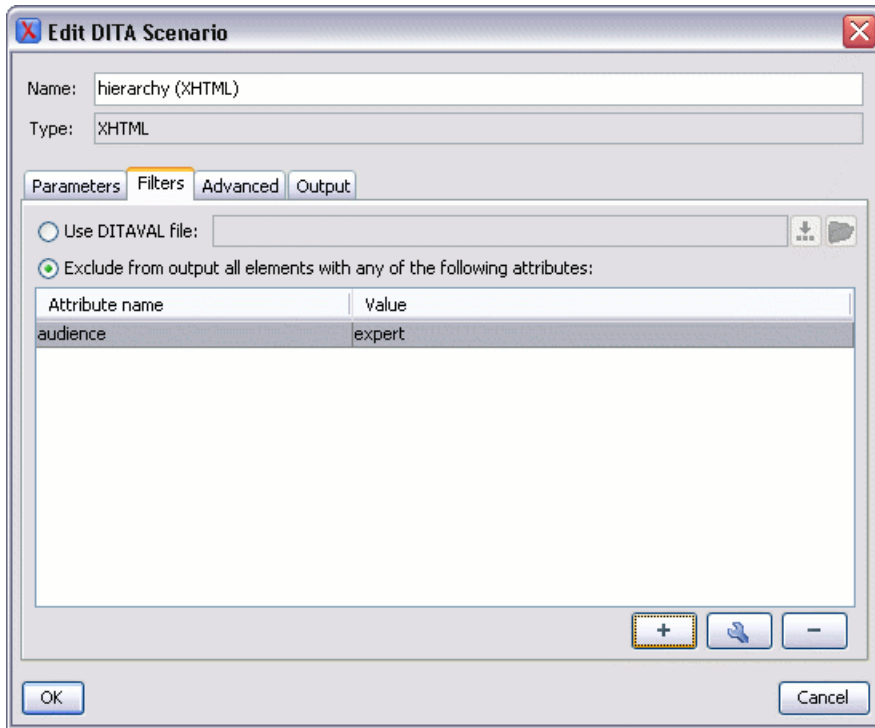 Edit DITA Scenario
Name: hierarchy (XHTML)
Type: XHTML
Parameters Filters Advanced Output
Use DITAVAL file:
Exclude from output all elements with any of the following attributes:
Attribute name Value
audience expert
+ −
OK Cancel